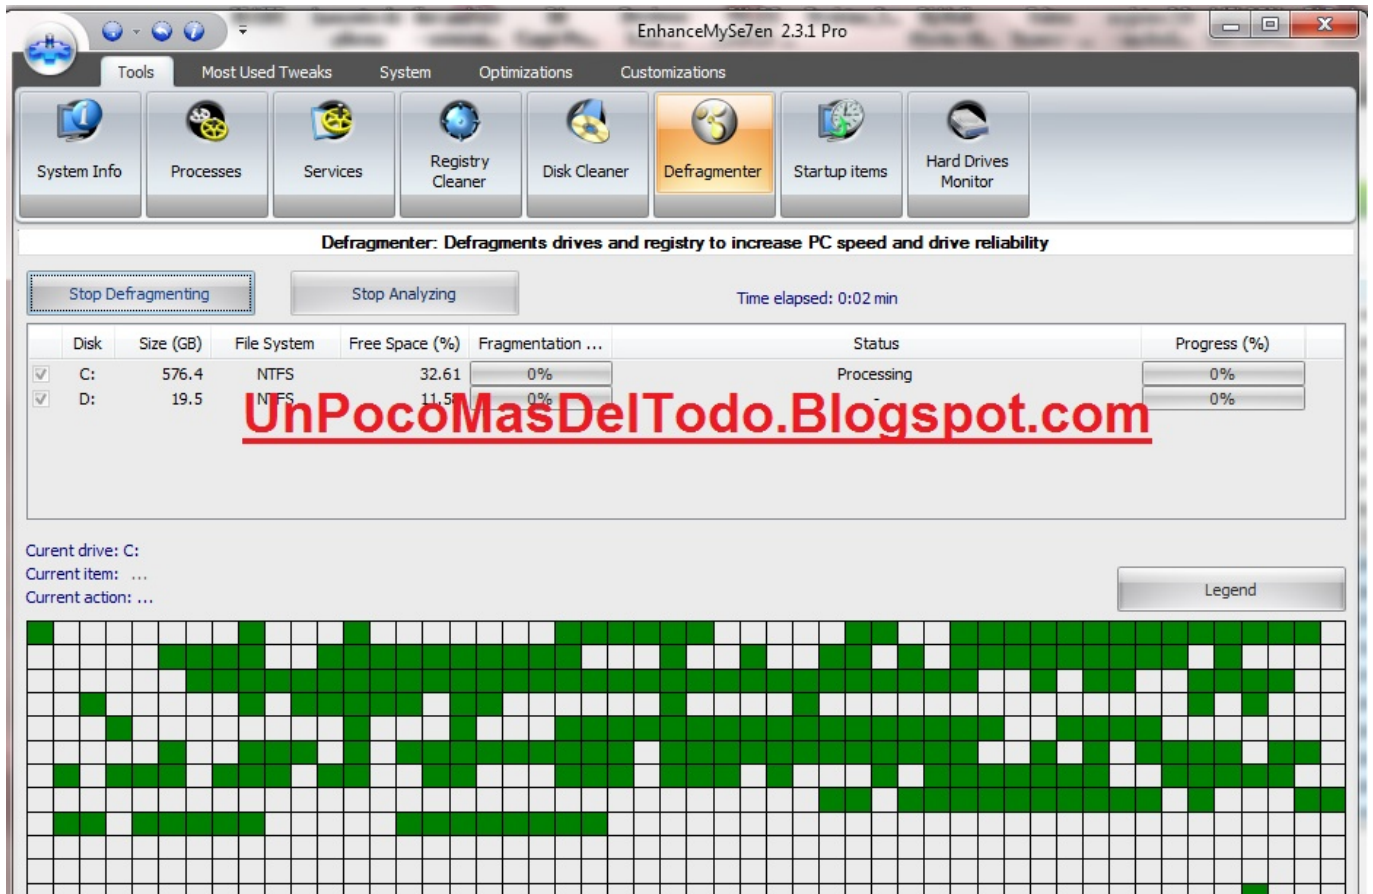 EnhanceMySe7en 2.3.1 Pro
Tools Most Used Tweaks System Optimizations Customizations
System Info Processes Services Registry Cleaner Disk Cleaner Defragmenter Startup items Hard Drives Monitor
Defragmenter: Defragments drives and registry to increase PC speed and drive reliability
Stop Defragmenting Stop Analyzing Time elapsed: 0:02 min
Disk Size (GB) File System Free Space (%) Fragmentation ... Status Progress (%)
C: 576.4 NTFS 32.61 0% Processing 0%
D: 19.5 NTFS 11.58 0% - 0%
UnPocoMasDelTodo.Blogspot.com
Curent drive: C:
Current item: ...
Current action: ...
Legend